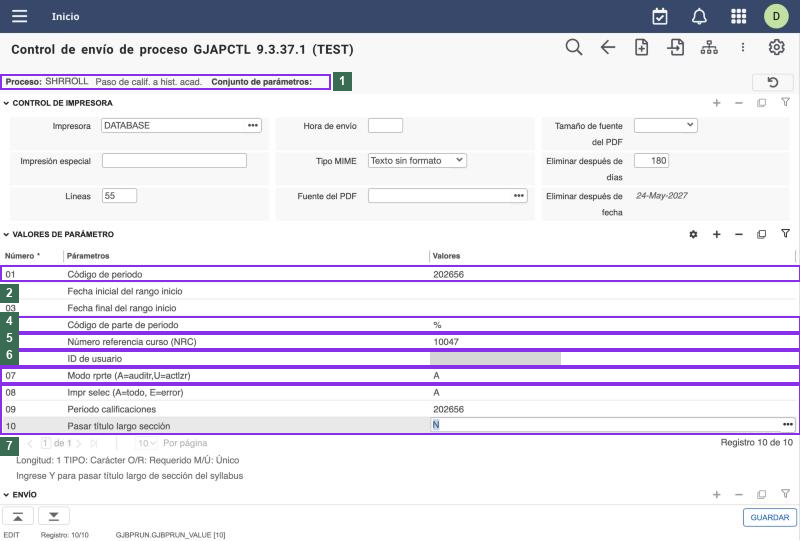 Inicio
D
Control de envío de proceso GJAPCTL 9.3.37.1 (TEST)
Proceso: SHRROLL Paso de calif. a hist. acad. Conjunto de parámetros: 1
CONTROL DE IMPRESORA
Impresora DATABASE Hora de envío Tamaño de fuente del PDF
Impresión especial Tipo MIME Texto sin formato Eliminar después de días 180
Líneas 55 Fuente del PDF Eliminar después de fecha 24-May-2027
VALORES DE PARÁMETRO
Número * Párametros Valores
01 Código de periodo 202656
2 Fecha inicial del rango inicio
03 Fecha final del rango inicio
4 Código de parte de periodo %
5 Número referencia curso (NRC) 10047
6 ID de usuario
07 Modo rprte (A=auditr,U=actlzr) A
08 Impr selec (A=todo, E=error) A
09 Periodo calificaciones 202656
10 Pasar título largo sección N
7 1 de 1 10 Por página Registro 10 de 10
Longitud: 1 TIPO: Carácter O/R: Requerido M/Ú: Único
Ingrese Y para pasar título largo de sección del syllabus
ENVÍO
GUARDAR
EDIT Registro: 10/10 GJBPRUN.GJBPRUN_VALUE [10]